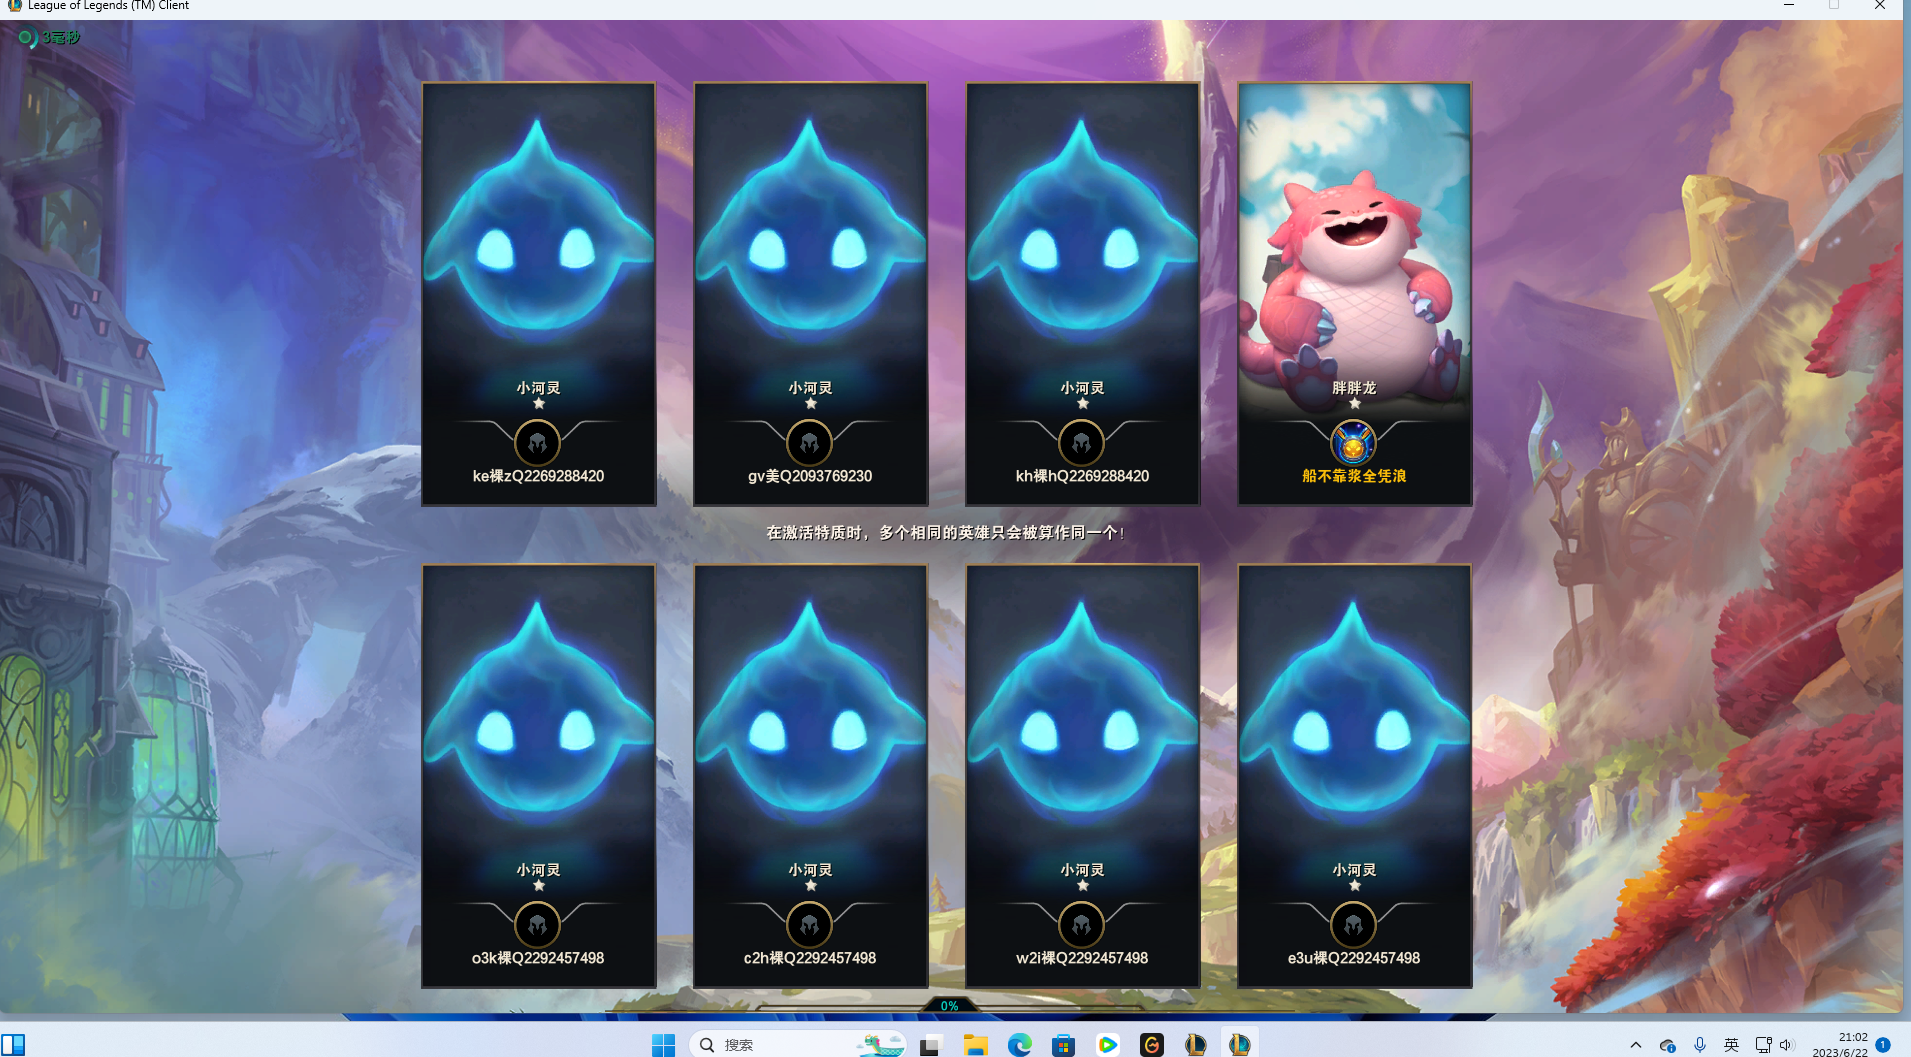 League of Legends (TM) Client
3毫秒
小河灵
ke裸zQ2269288420
小河灵
gv美Q2093769230
小河灵
kh裸hQ2269288420
胖胖龙
船不靠浆全凭浪
在激活特质时，多个相同的英雄只会被算作同一个！
小河灵
o3k裸Q2292457498
小河灵
c2h裸Q2292457498
小河灵
w2i裸Q2292457498
小河灵
e3u裸Q2292457498
0%
搜索
英
21:02
2023/6/22
1